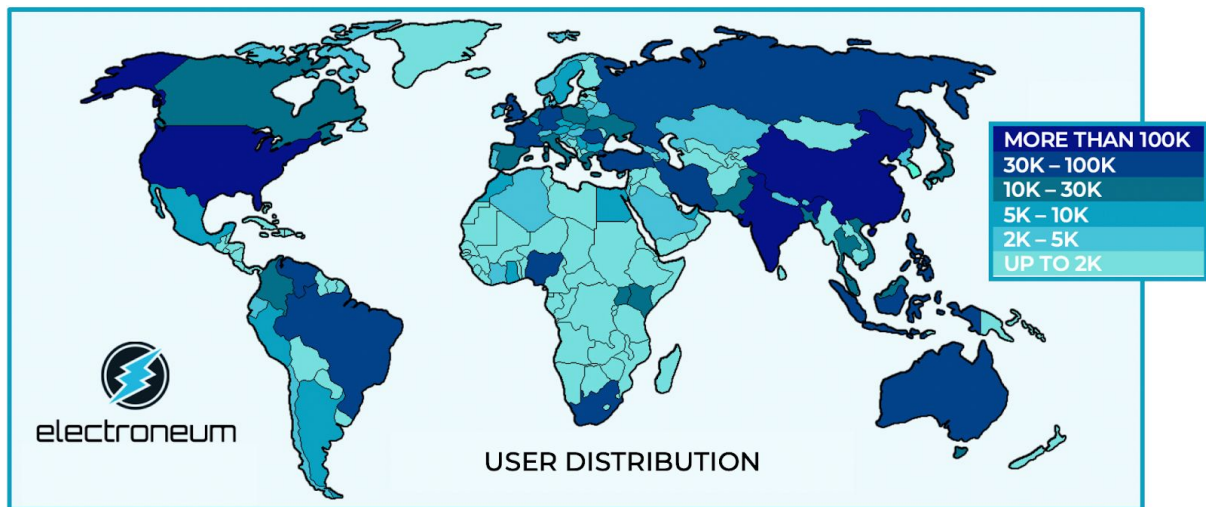 MORE THAN 100K
30K – 100K
10K – 30K
5K – 10K
2K – 5K
UP TO 2K
electroneum
USER DISTRIBUTION